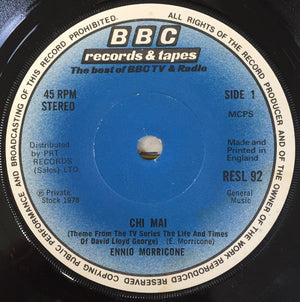 BBC
records & tapes
The best of BBC TV & Radio
45 RPM
STEREO
SIDE 1
MCPS
Distributed
by PRT
RECORDS
(Sales) LTD.
Made and
Printed in
England
RESL 92
Ⓟ Private
Stock 1978
General
Music
CHI MAI
(Theme From The TV Series The Life And Times
Of David Lloyd George) (E. Morricone)
ENNIO MORRICONE
ALL RIGHTS OF THE RECORD PRODUCER AND OF THE OWNER OF THE WORK REPRODUCED RESERVED COPYING PUBLIC PERFORMANCE AND BROADCASTING OF THIS RECORD PROHIBITED.